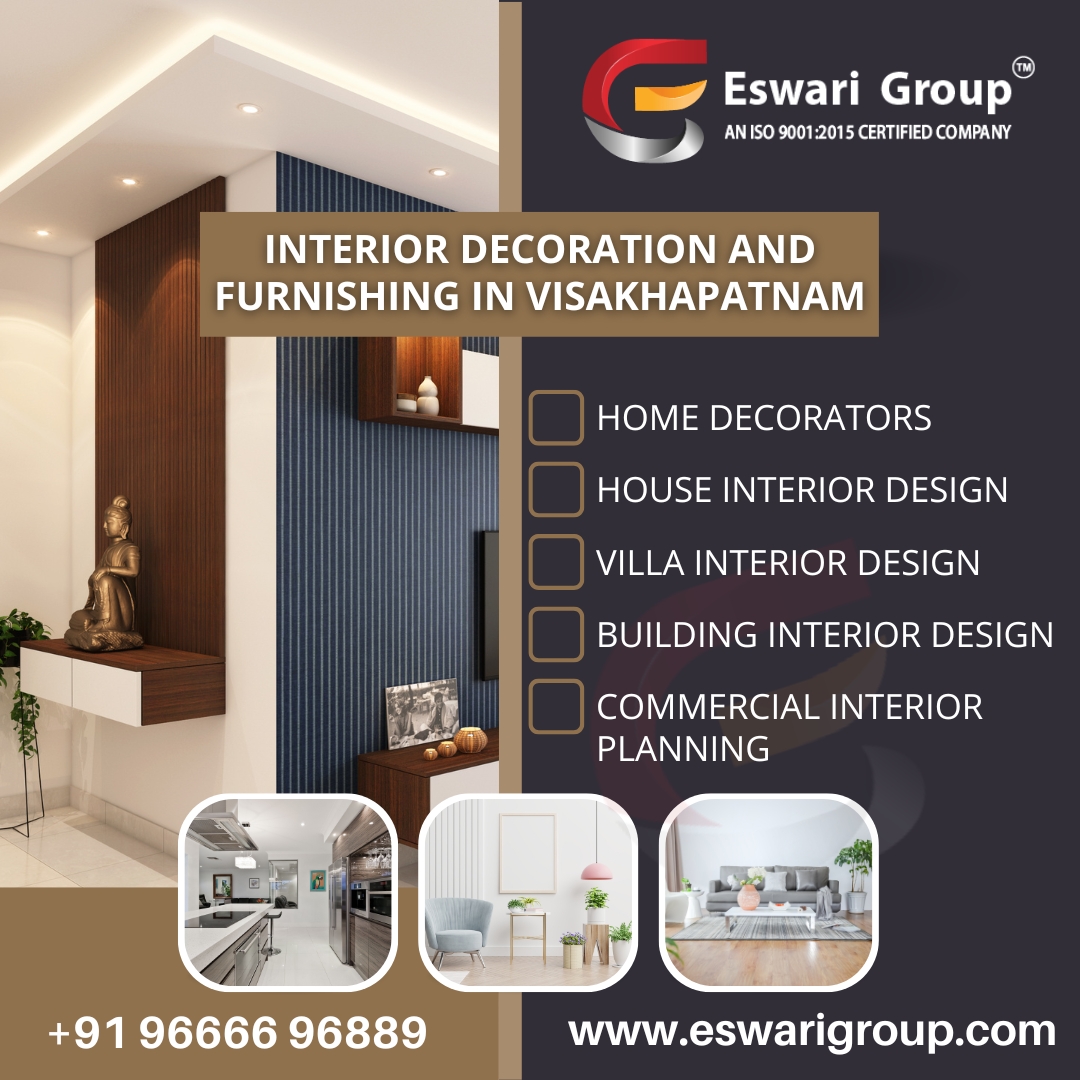 Eswari Group™
AN ISO 9001:2015 CERTIFIED COMPANY
INTERIOR DECORATION AND
FURNISHING IN VISAKHAPATNAM
HOME DECORATORS
HOUSE INTERIOR DESIGN
VILLA INTERIOR DESIGN
BUILDING INTERIOR DESIGN
COMMERCIAL INTERIOR
PLANNING
+91 96666 96889
www.eswarigroup.com